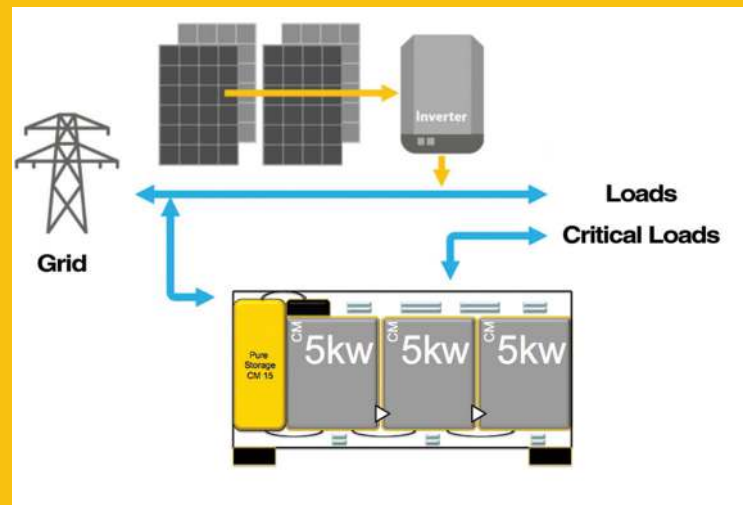 Inverter
Loads
Critical Loads
Grid
Pure
Storage
CM 15
CM
5kw
CM
5kw
CM
5kw